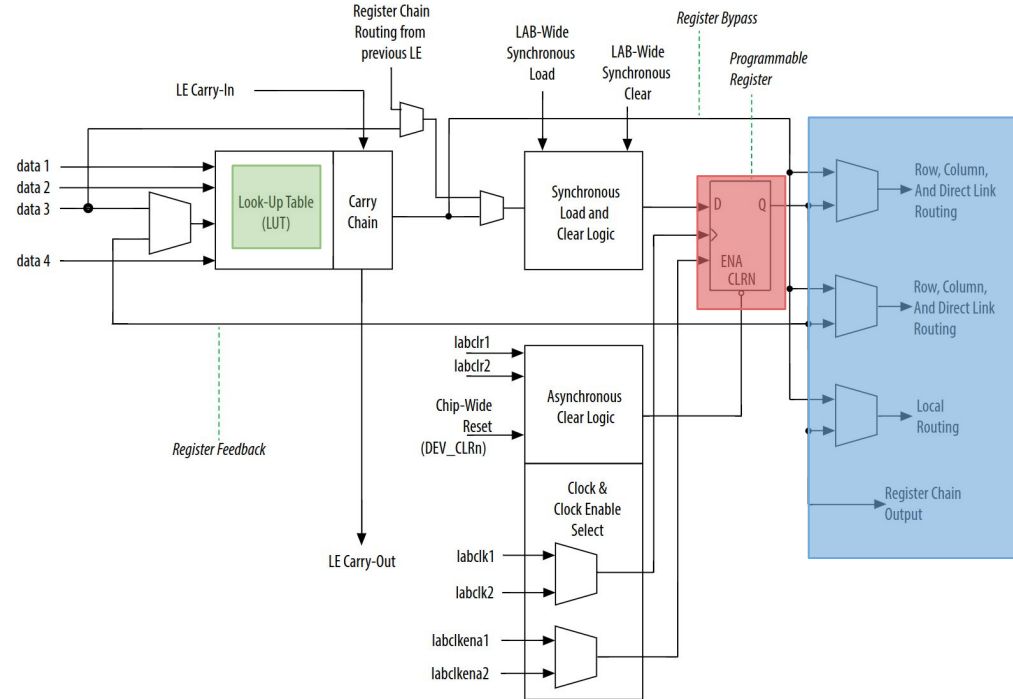 Register Chain
Routing from
previous LE
LE Carry-In
LAB-Wide
Synchronous
Load
LAB-Wide
Synchronous
Clear
Register Bypass
Programmable
Register
data 1
data 2
data 3
data 4
Look-Up Table
(LUT)
Carry
Chain
Synchronous
Load and
Clear Logic
D
Q
ENA
CLRN
Row, Column,
And Direct Link
Routing
Row, Column,
And Direct Link
Routing
Local
Routing
Register Chain
Output
labclr1
labclr2
Chip-Wide
Reset
(DEV_CLRn)
Asynchronous
Clear Logic
Register Feedback
Clock &
Clock Enable
Select
LE Carry-Out
labclk1
labclk2
labclkena1
labclkena2